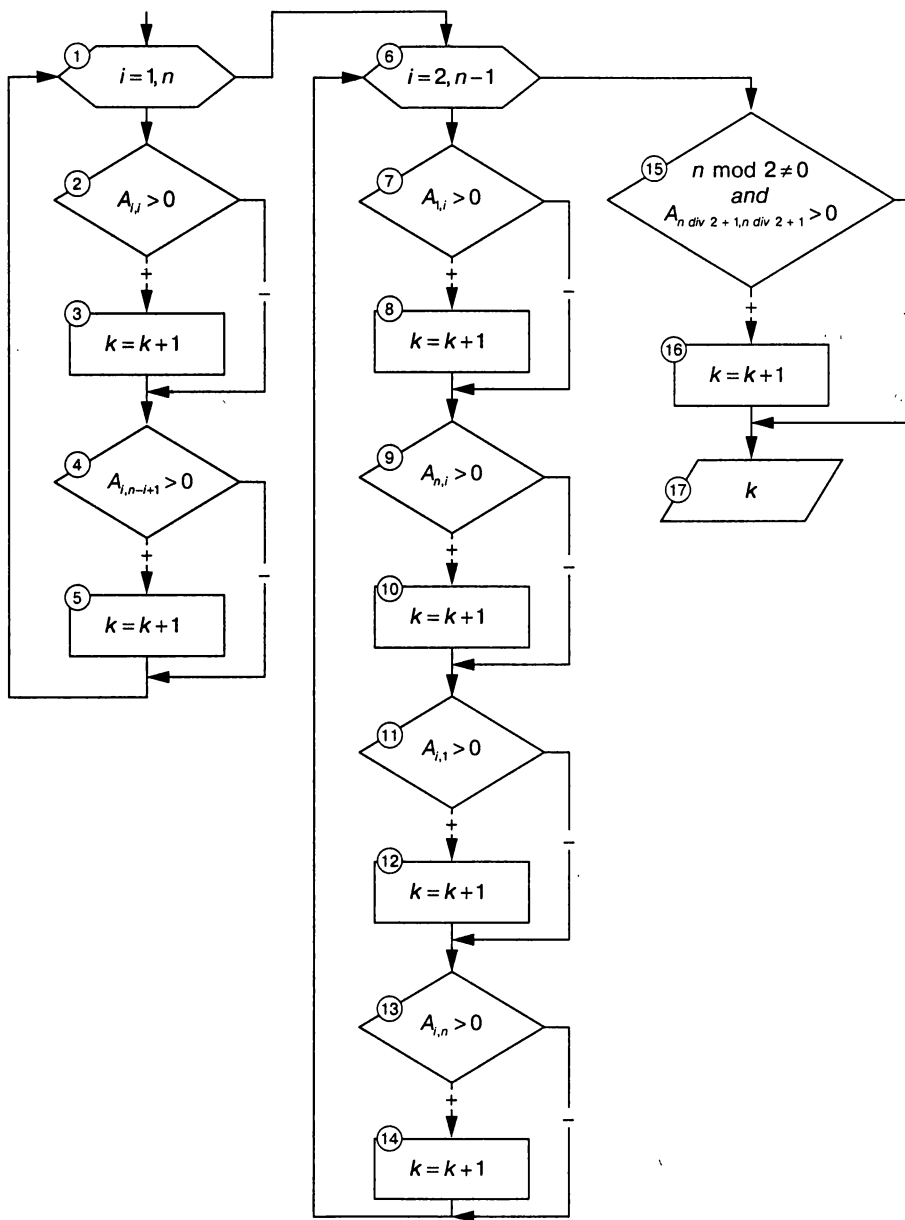 1
i = 1, n
2
A_{i,i} > 0
+
−
3
k = k + 1
4
A_{i,n−i+1} > 0
+
−
5
k = k + 1
6
i = 2, n − 1
7
A_{1,i} > 0
+
−
8
k = k + 1
9
A_{n,i} > 0
+
−
10
k = k + 1
11
A_{i,1} > 0
+
−
12
k = k + 1
13
A_{i,n} > 0
+
−
14
k = k + 1
15
n mod 2 ≠ 0
and
A_{n div 2 + 1, n div 2 + 1} > 0
+
−
16
k = k + 1
17
k